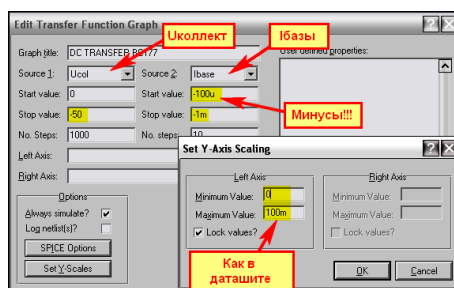 Edit Transfer Function Graph
Uколлект
Iбазы
Graph title: DC TRANSFER BC177
User defined properties:
Source 1: Ucol Source 2: Ibase
Start value: 0 Start value: -100u
Stop value: -50 Stop value: -1m
Минусы!!!
No. Steps: 1000 No. steps: 10
Left Axis:
Right Axis:
Set Y-Axis Scaling
Options
Always simulate?
Log netlist(s)?
SPICE Options
Set Y-Scales
Left Axis Right Axis
Minimum Value: 0 Minimum Value:
Maximum Value: 100m Maximum Value:
Lock values? Lock values?
Как в
даташите
OK Cancel